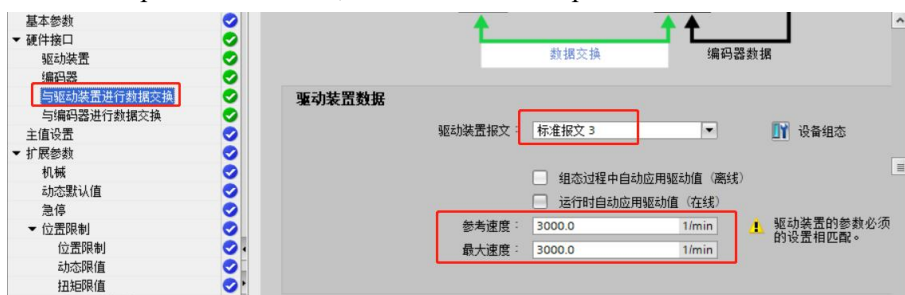 基本参数
硬件接口
驱动装置
编码器
与驱动装置进行数据交换
与编码器进行数据交换
主值设置
扩展参数
机械
动态默认值
急停
位置限制
位置限制
动态限值
扭矩限值
数据交换
编码器数据
驱动装置数据
驱动装置报文：
标准报文 3
设备组态
组态过程中自动应用驱动值（离线）
运行时自动应用驱动值（在线）
参考速度：
3000.0
1/min
最大速度：
3000.0
1/min
驱动装置的参数必须
的设置相匹配。